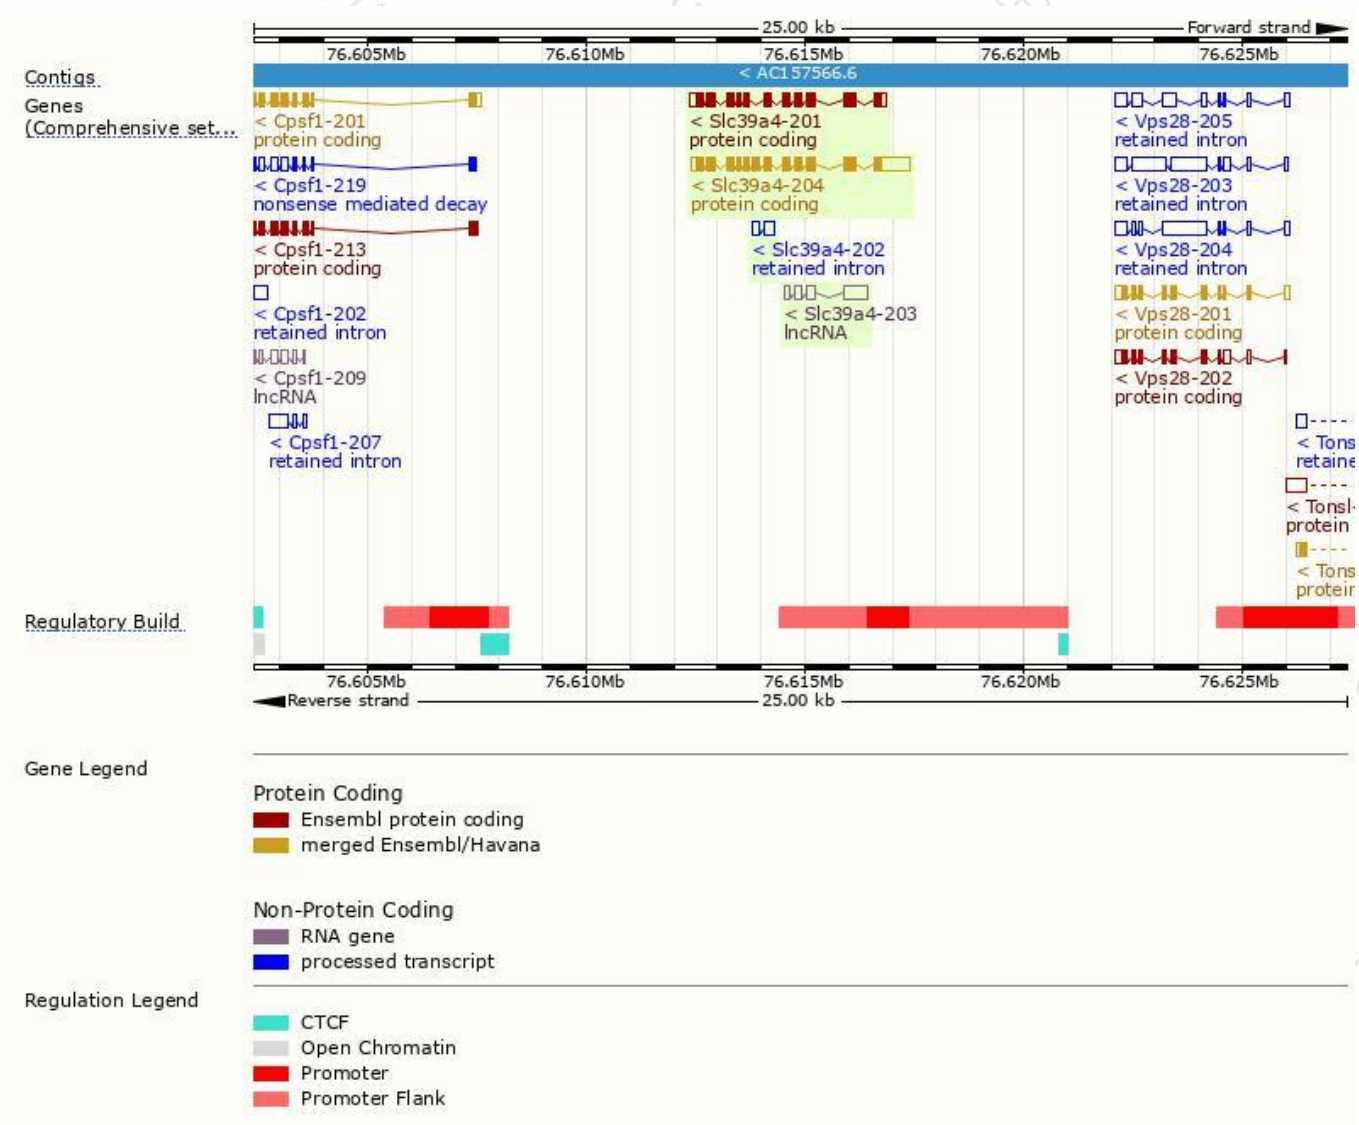 25.00 kb Forward strand
76.605Mb 76.610Mb 76.615Mb 76.620Mb 76.625Mb
Contigs < AC157566.6
Genes
(Comprehensive set...
< Cpsf1-201 < Slc39a4-201 < Vps28-205
protein coding protein coding retained intron
< Cpsf1-219 < Slc39a4-204 < Vps28-203
nonsense mediated decay protein coding retained intron
< Cpsf1-213 < Slc39a4-202 < Vps28-204
protein coding retained intron retained intron
< Cpsf1-202 < Slc39a4-203 < Vps28-201
retained intron lncRNA protein coding
< Cpsf1-209 < Vps28-202
lncRNA protein coding
< Cpsf1-207 < Tons
retained intron retaine
< Tonsl-
protein
< Tons
protein
Regulatory Build
76.605Mb 76.610Mb 76.615Mb 76.620Mb 76.625Mb
Reverse strand 25.00 kb
Gene Legend
Protein Coding
Ensembl protein coding
merged Ensembl/Havana
Non-Protein Coding
RNA gene
processed transcript
Regulation Legend
CTCF
Open Chromatin
Promoter
Promoter Flank